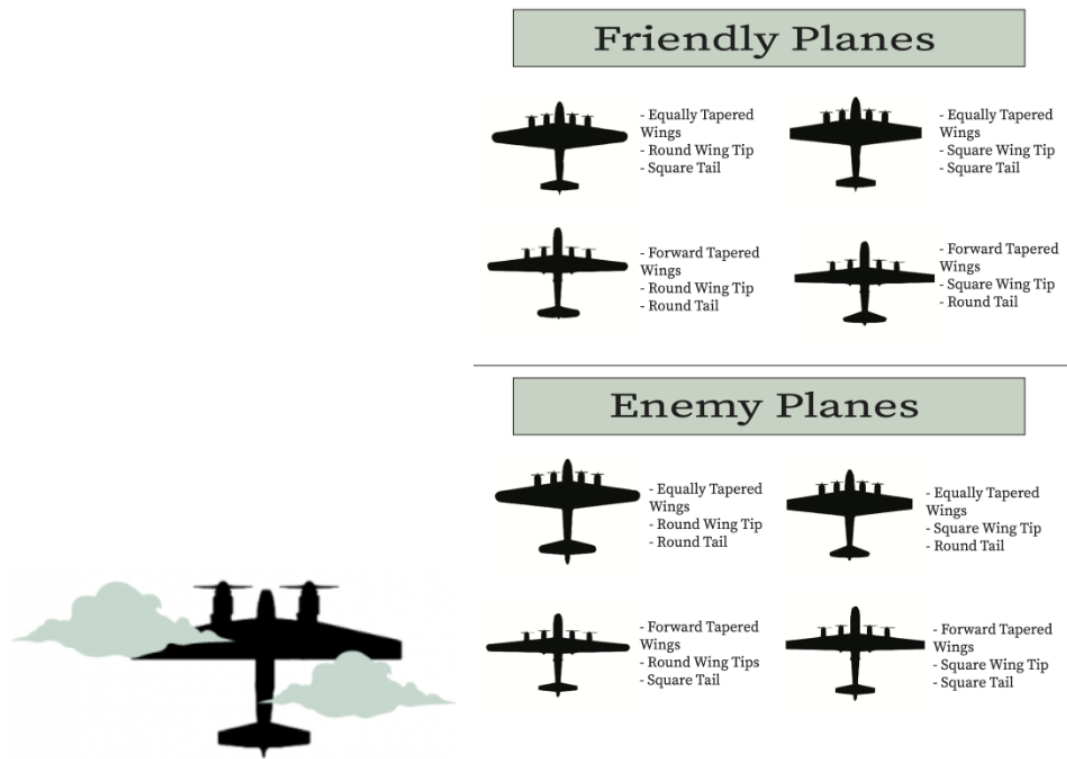 Friendly Planes
- Equally Tapered
Wings
- Round Wing Tip
- Square Tail
- Equally Tapered
Wings
- Square Wing Tip
- Square Tail
- Forward Tapered
Wings
- Round Wing Tip
- Round Tail
- Forward Tapered
Wings
- Square Wing Tip
- Round Tail
Enemy Planes
- Equally Tapered
Wings
- Round Wing Tip
- Round Tail
- Equally Tapered
Wings
- Square Wing Tip
- Round Tail
- Forward Tapered
Wings
- Round Wing Tips
- Square Tail
- Forward Tapered
Wings
- Square Wing Tip
- Square Tail